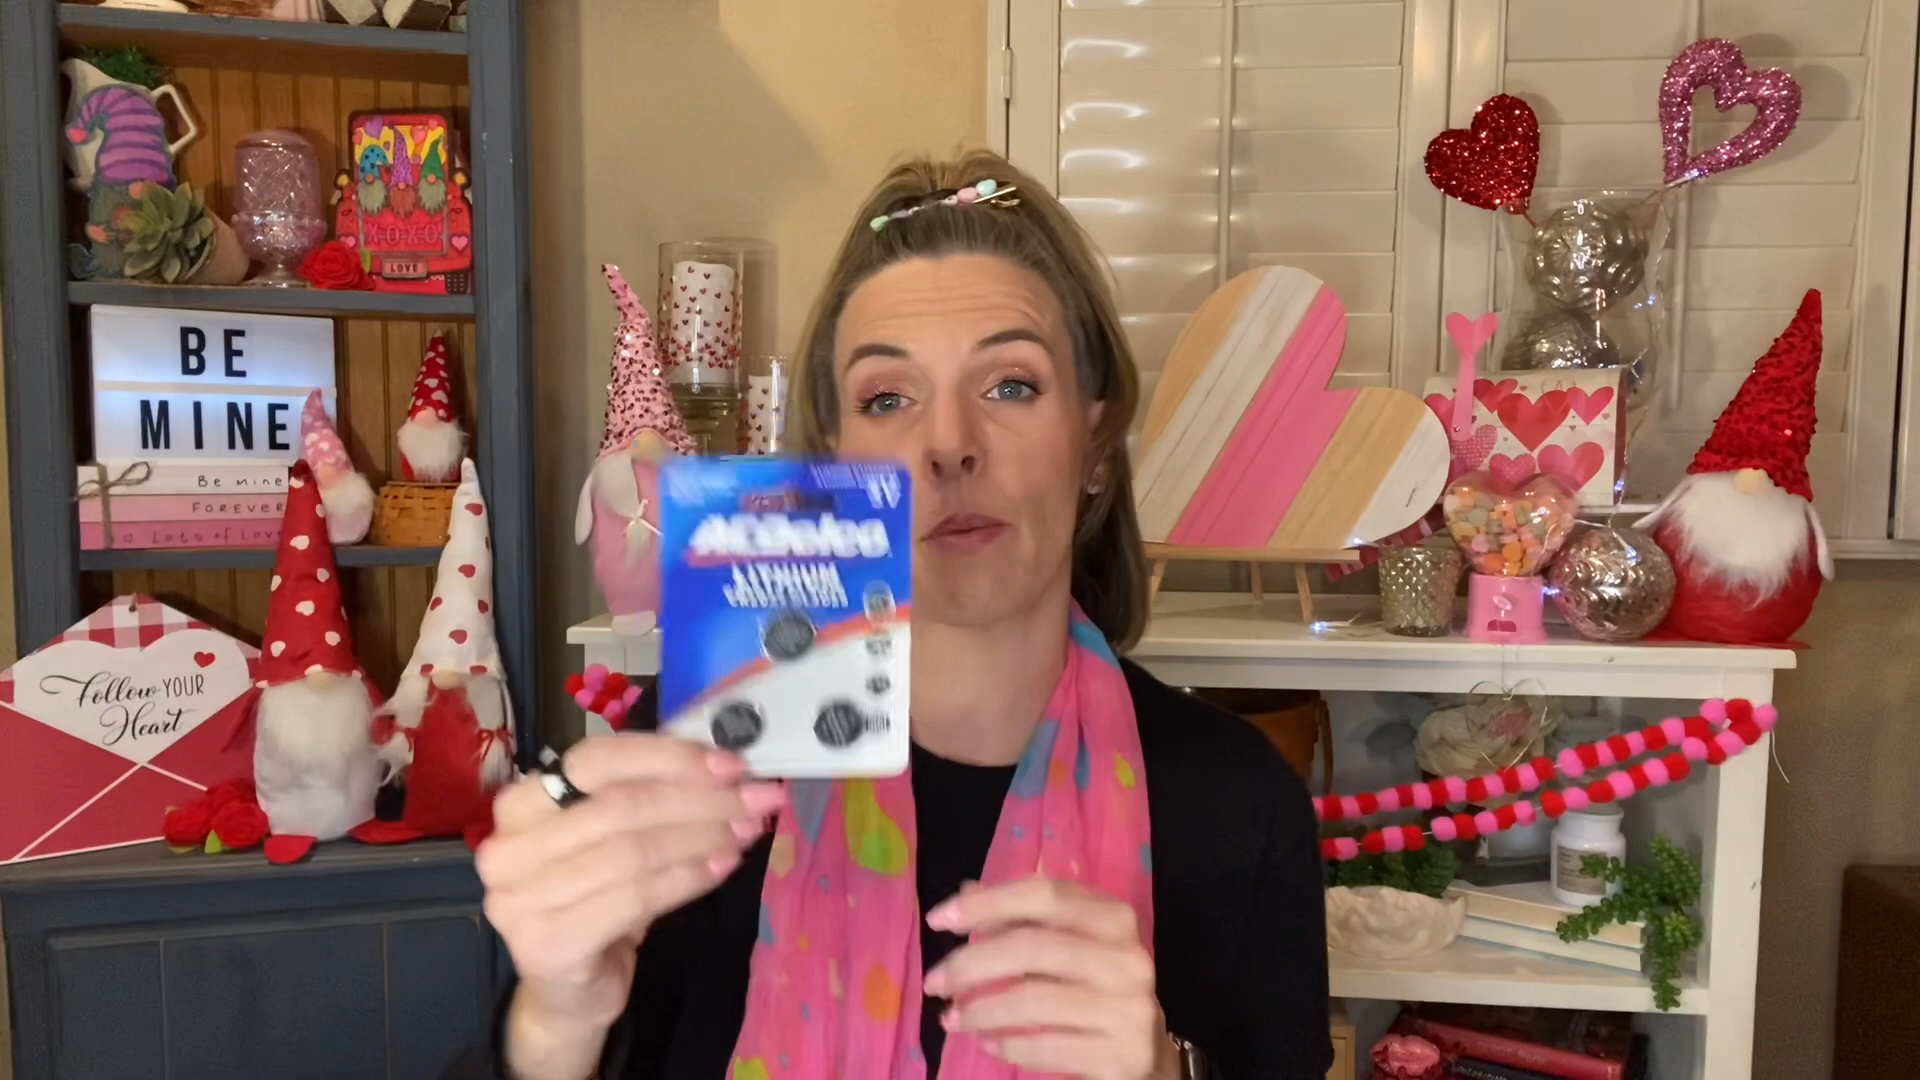 XOXO
LOVE
BE
MINE
Be mine
FOREVER
Lots of Love
Follow YOUR
Heart
ACDelco
LITHIUM